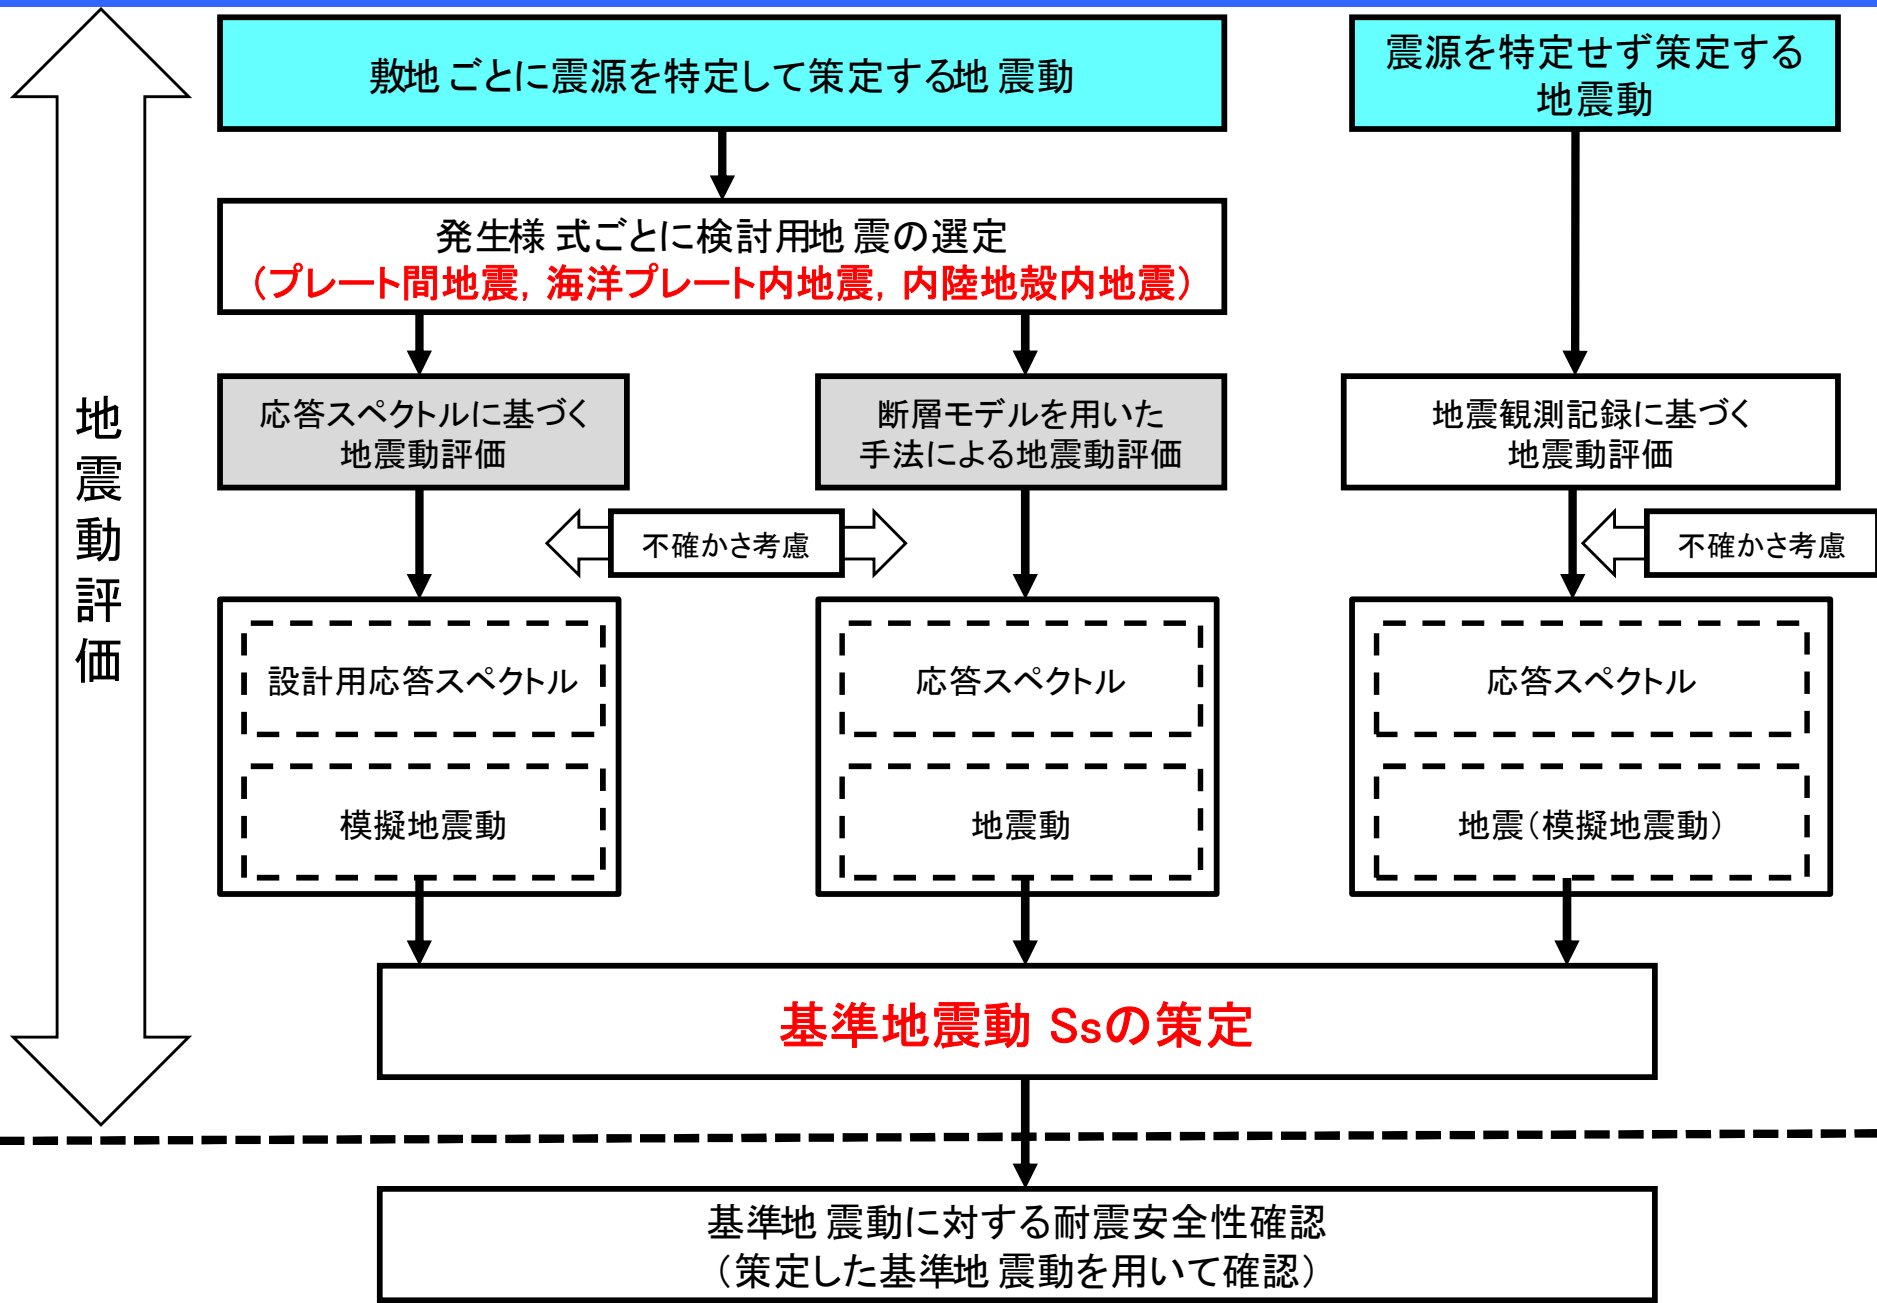 敷地ごとに震源を特定して策定する地震動
震源を特定せず策定する
地震動
発生様式ごとに検討用地震の選定
（プレート間地震，海洋プレート内地震，内陸地殻内地震）
地震動評価
応答スペクトルに基づく
地震動評価
断層モデルを用いた
手法による地震動評価
地震観測記録に基づく
地震動評価
不確かさ考慮
不確かさ考慮
設計用応答スペクトル
応答スペクトル
応答スペクトル
模擬地震動
地震動
地震（模擬地震動）
基準地震動 Ssの策定
基準地震動に対する耐震安全性確認
（策定した基準地震動を用いて確認）